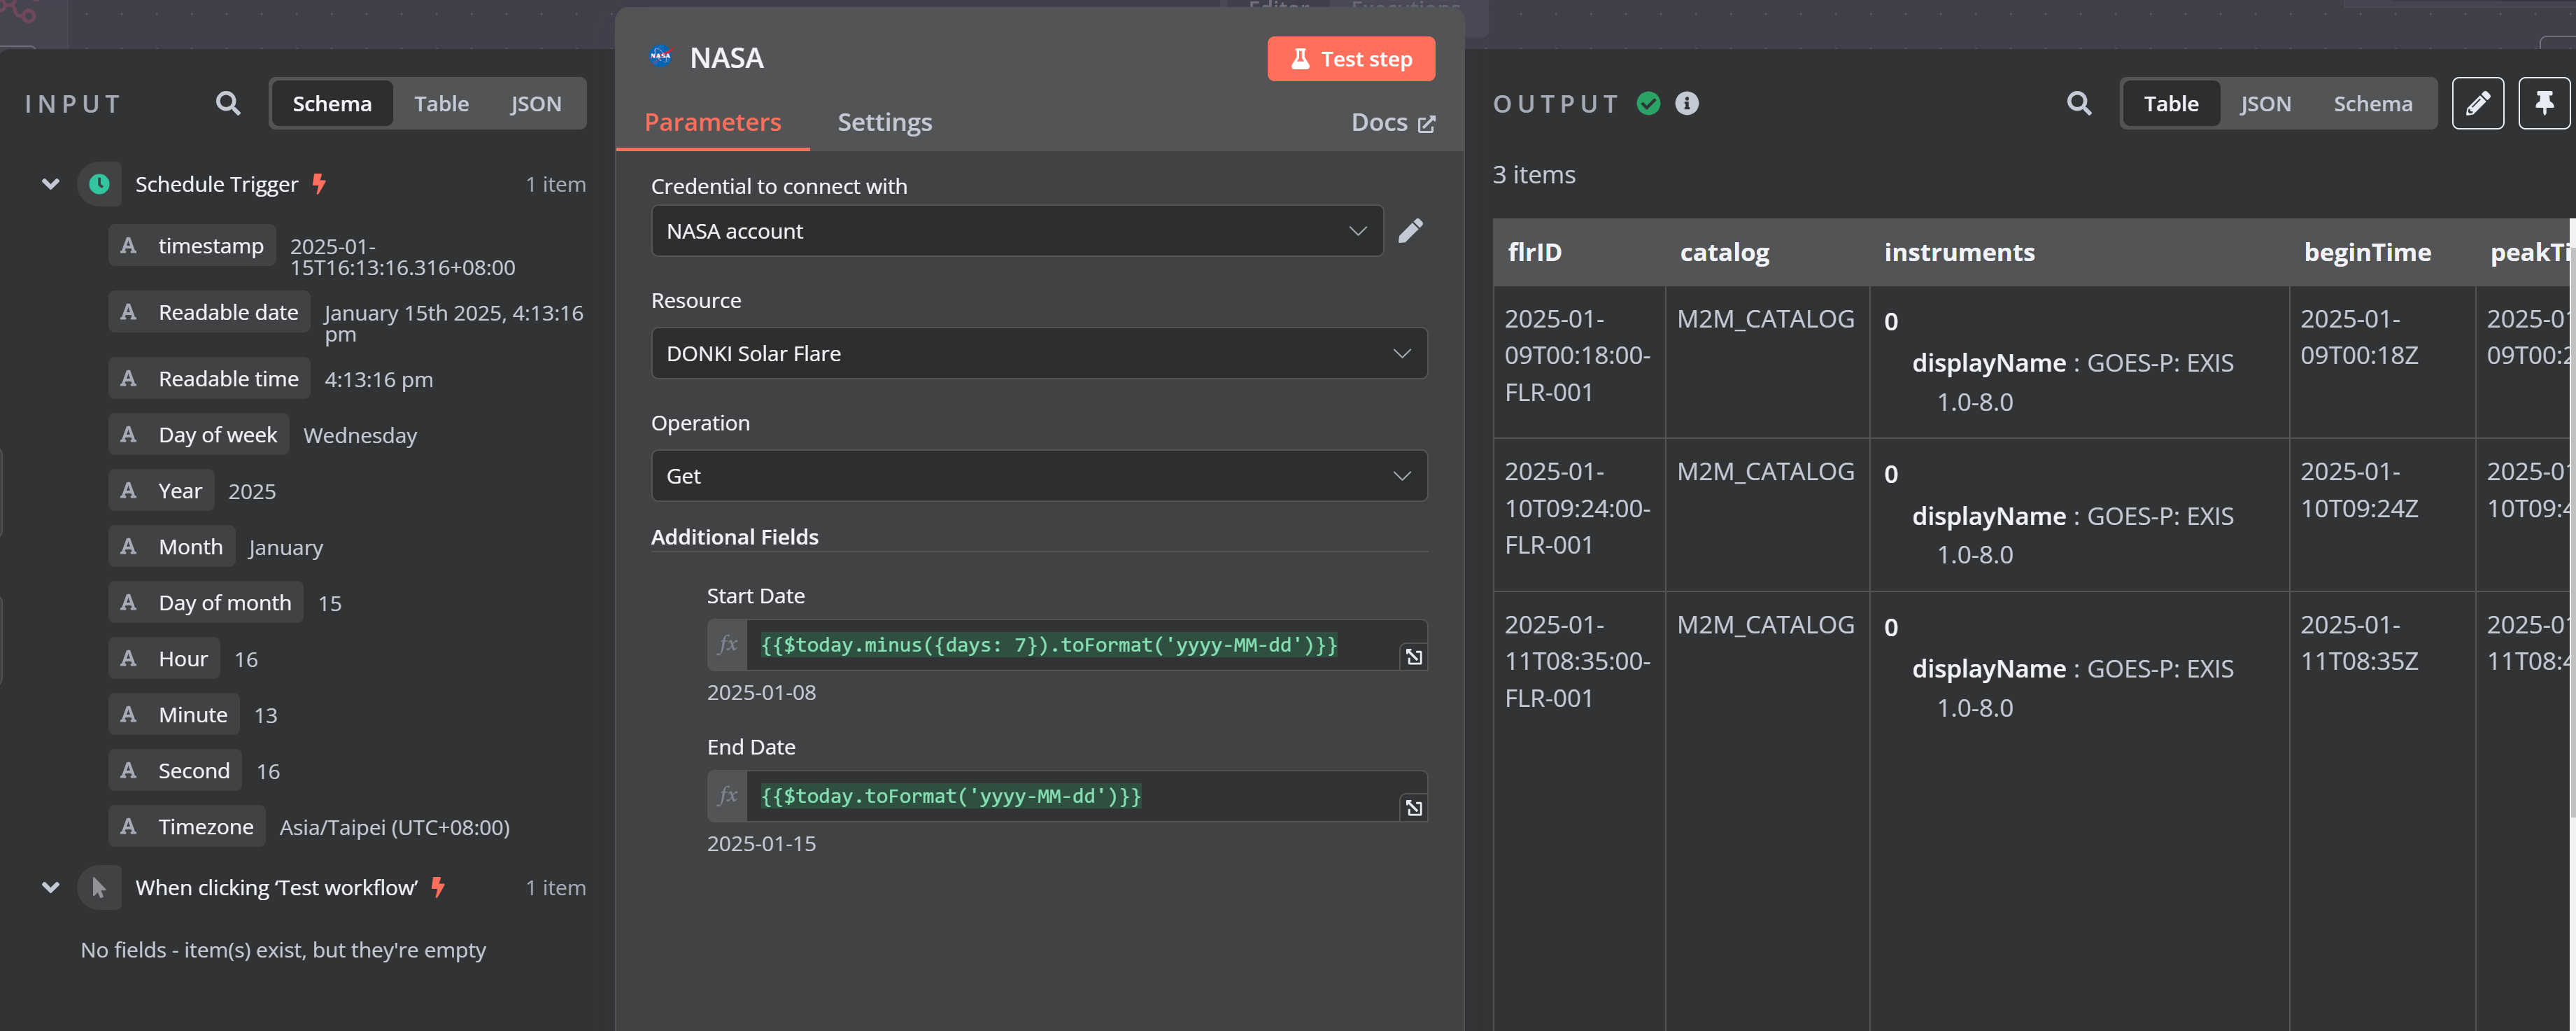 Editor Executions
INPUT
Schema Table JSON
Schedule Trigger 1 item
A timestamp 2025-01-
15T16:13:16.316+08:00
A Readable date January 15th 2025, 4:13:16
pm
A Readable time 4:13:16 pm
A Day of week Wednesday
A Year 2025
A Month January
A Day of month 15
A Hour 16
A Minute 13
A Second 16
A Timezone Asia/Taipei (UTC+08:00)
When clicking ‘Test workflow’ 1 item
No fields - item(s) exist, but they're empty
NASA NASA
Test step
Parameters Settings Docs
Credential to connect with
NASA account
Resource
DONKI Solar Flare
Operation
Get
Additional Fields
Start Date
fx {{$today.minus({days: 7}).toFormat('yyyy-MM-dd')}}
2025-01-08
End Date
fx {{$today.toFormat('yyyy-MM-dd')}}
2025-01-15
OUTPUT
Table JSON Schema
3 items
flrID catalog instruments beginTime peakTi
2025-01- M2M_CATALOG 0 2025-01- 2025-01
09T00:18:00- displayName : GOES-P: EXIS 09T00:18Z 09T00:2
FLR-001 1.0-8.0
2025-01- M2M_CATALOG 0 2025-01- 2025-01
10T09:24:00- displayName : GOES-P: EXIS 10T09:24Z 10T09:4
FLR-001 1.0-8.0
2025-01- M2M_CATALOG 0 2025-01- 2025-01
11T08:35:00- displayName : GOES-P: EXIS 11T08:35Z 11T08:4
FLR-001 1.0-8.0